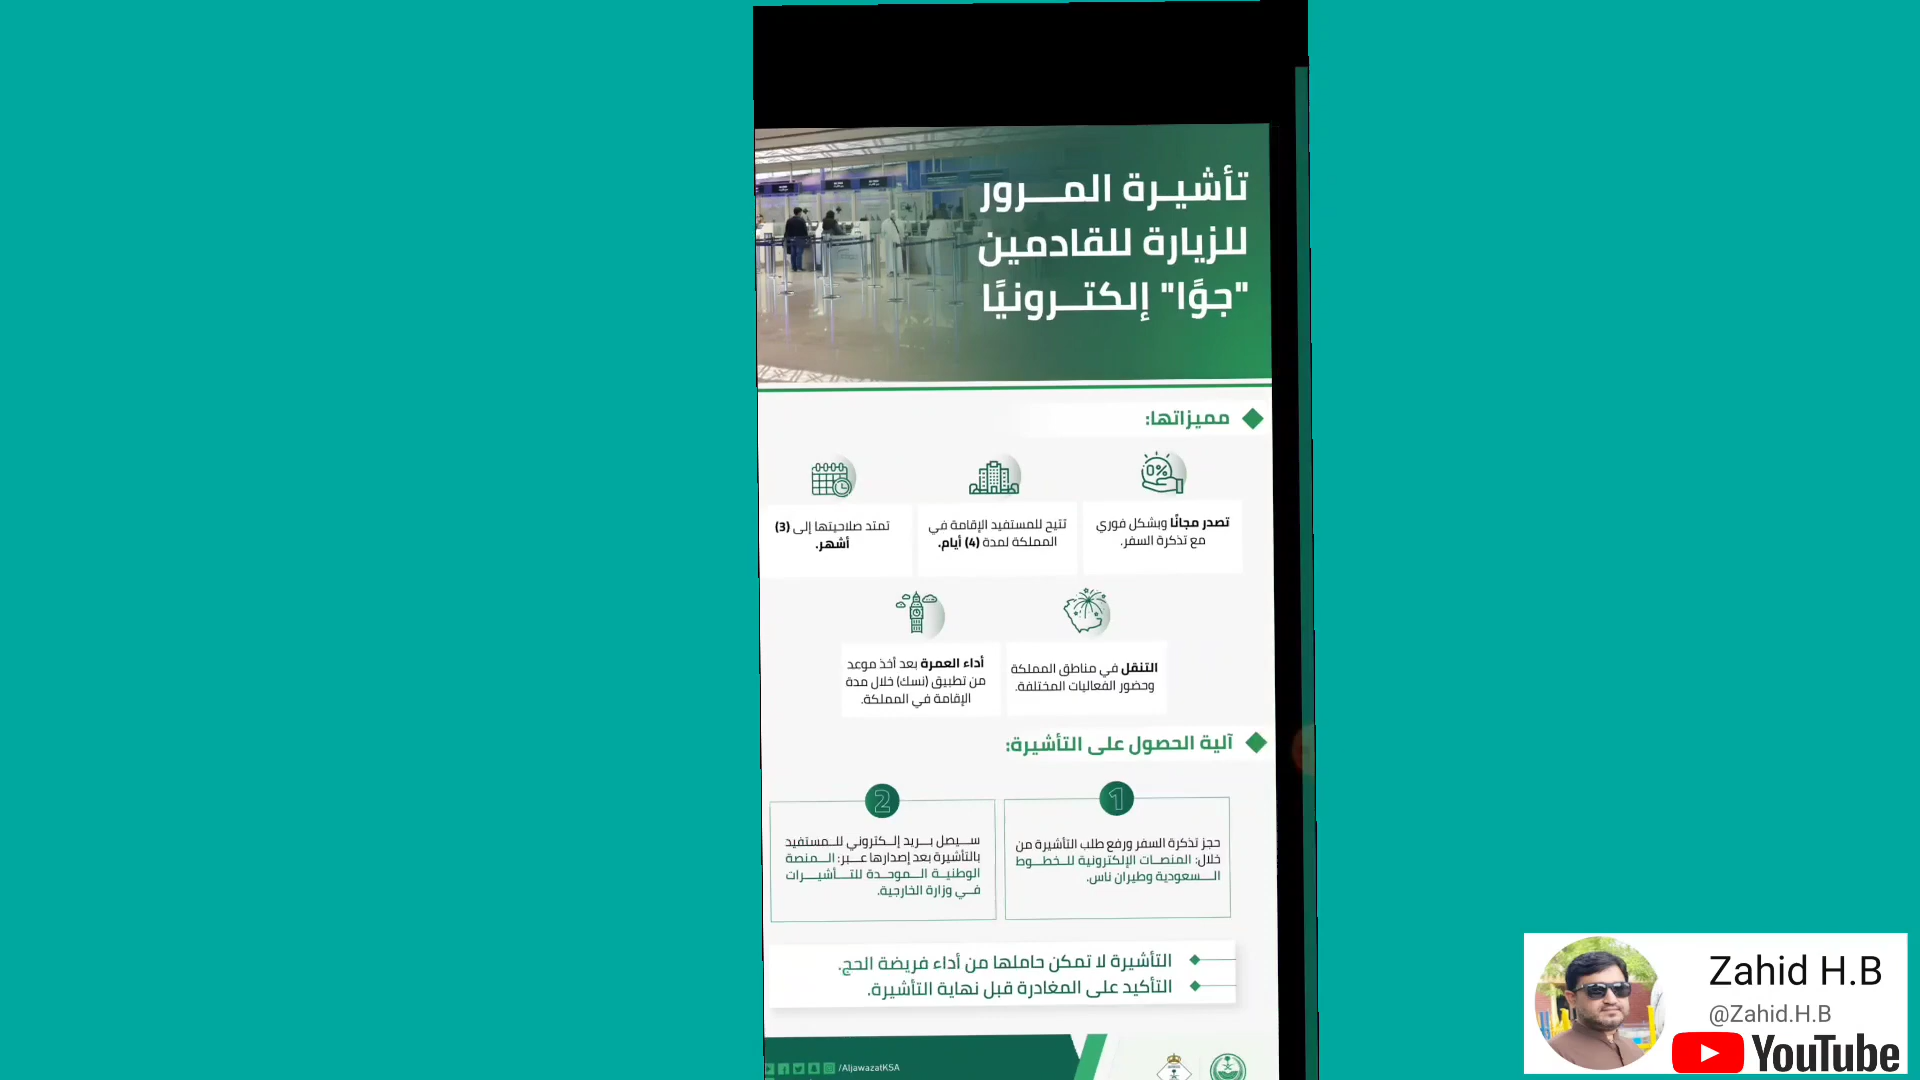 تأشيرة المرور
للزيارة للقادمين
"جوًا" إلكترونيًا
مميزاتها:
0%
تصدر مجانًا وبشكل فوري
مع تذكرة السفر.
تتيح للمستفيد الإقامة في
المملكة لمدة (4) أيام.
تمتد صلاحيتها إلى (3)
أشهر.
التنقل في مناطق المملكة
وحضور الفعاليات المختلفة.
أداء العمرة بعد أخذ موعد
من تطبيق (نسك) خلال مدة
الإقامة في المملكة.
آلية الحصول على التأشيرة:
1
حجز تذكرة السفر ورفع طلب التأشيرة من
خلال: المنصات الإلكترونية للخطوط
السعودية وطيران ناس.
2
سيصل بريد إلكتروني للمستفيد
بالتأشيرة بعد إصدارها عبر: المنصة
الوطنية الموحدة للتأشيرات
في وزارة الخارجية.
التأشيرة لا تمكن حاملها من أداء فريضة الحج.
التأكيد على المغادرة قبل نهاية التأشيرة.
/AljawazatKSA
Zahid H.B
@Zahid.H.B
YouTube